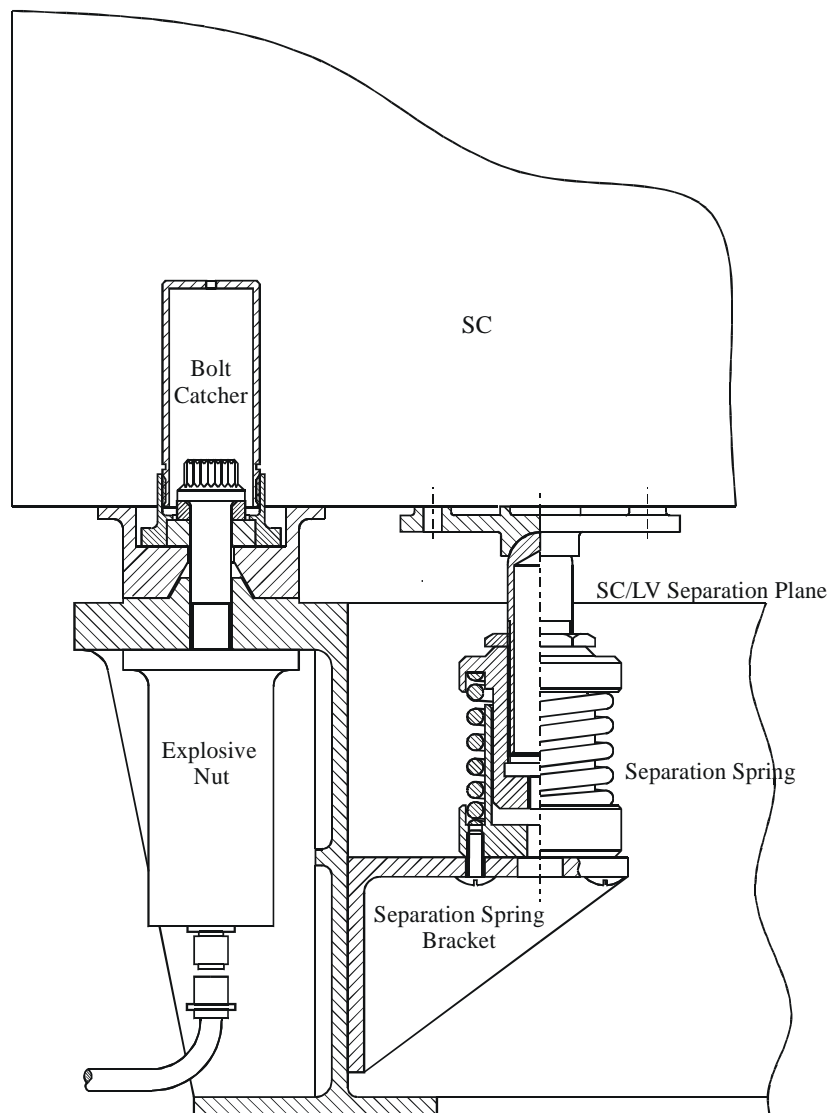 SC
Bolt
Catcher
SC/LV Separation Plane
Explosive
Nut
Separation Spring
Separation Spring
Bracket